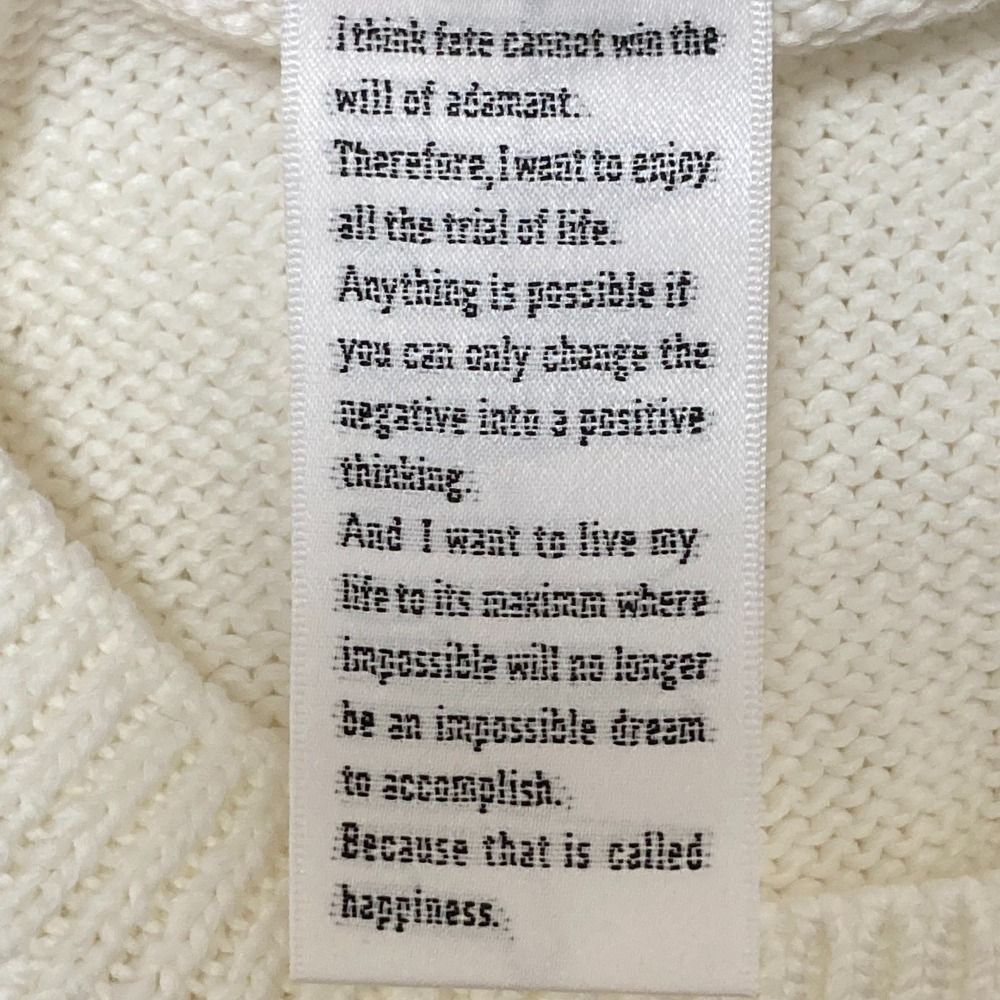 I think fate cannot win the
will of adamant.
Therefore, I want to enjoy
all the trial of life.
Anything is possible if
you can only change the
negative into a positive
thinking.
And I want to live my
life to its maximm where
impossible will no longer
be an impossible dream
to accomplish.
Because that is called
happiness.